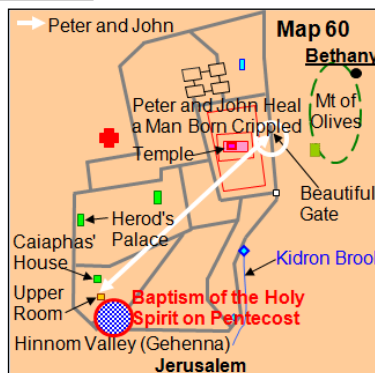 Peter and John
Map 60
Bethany
Mt of
Olives
Peter and John Heal
a Man Born Crippled
Temple
Beautiful
Gate
Herod's
Palace
Caiaphas'
House
Kidron Brook
Upper
Room
Baptism of the Holy
Spirit on Pentecost
Hinnom Valley (Gehenna)
Jerusalem